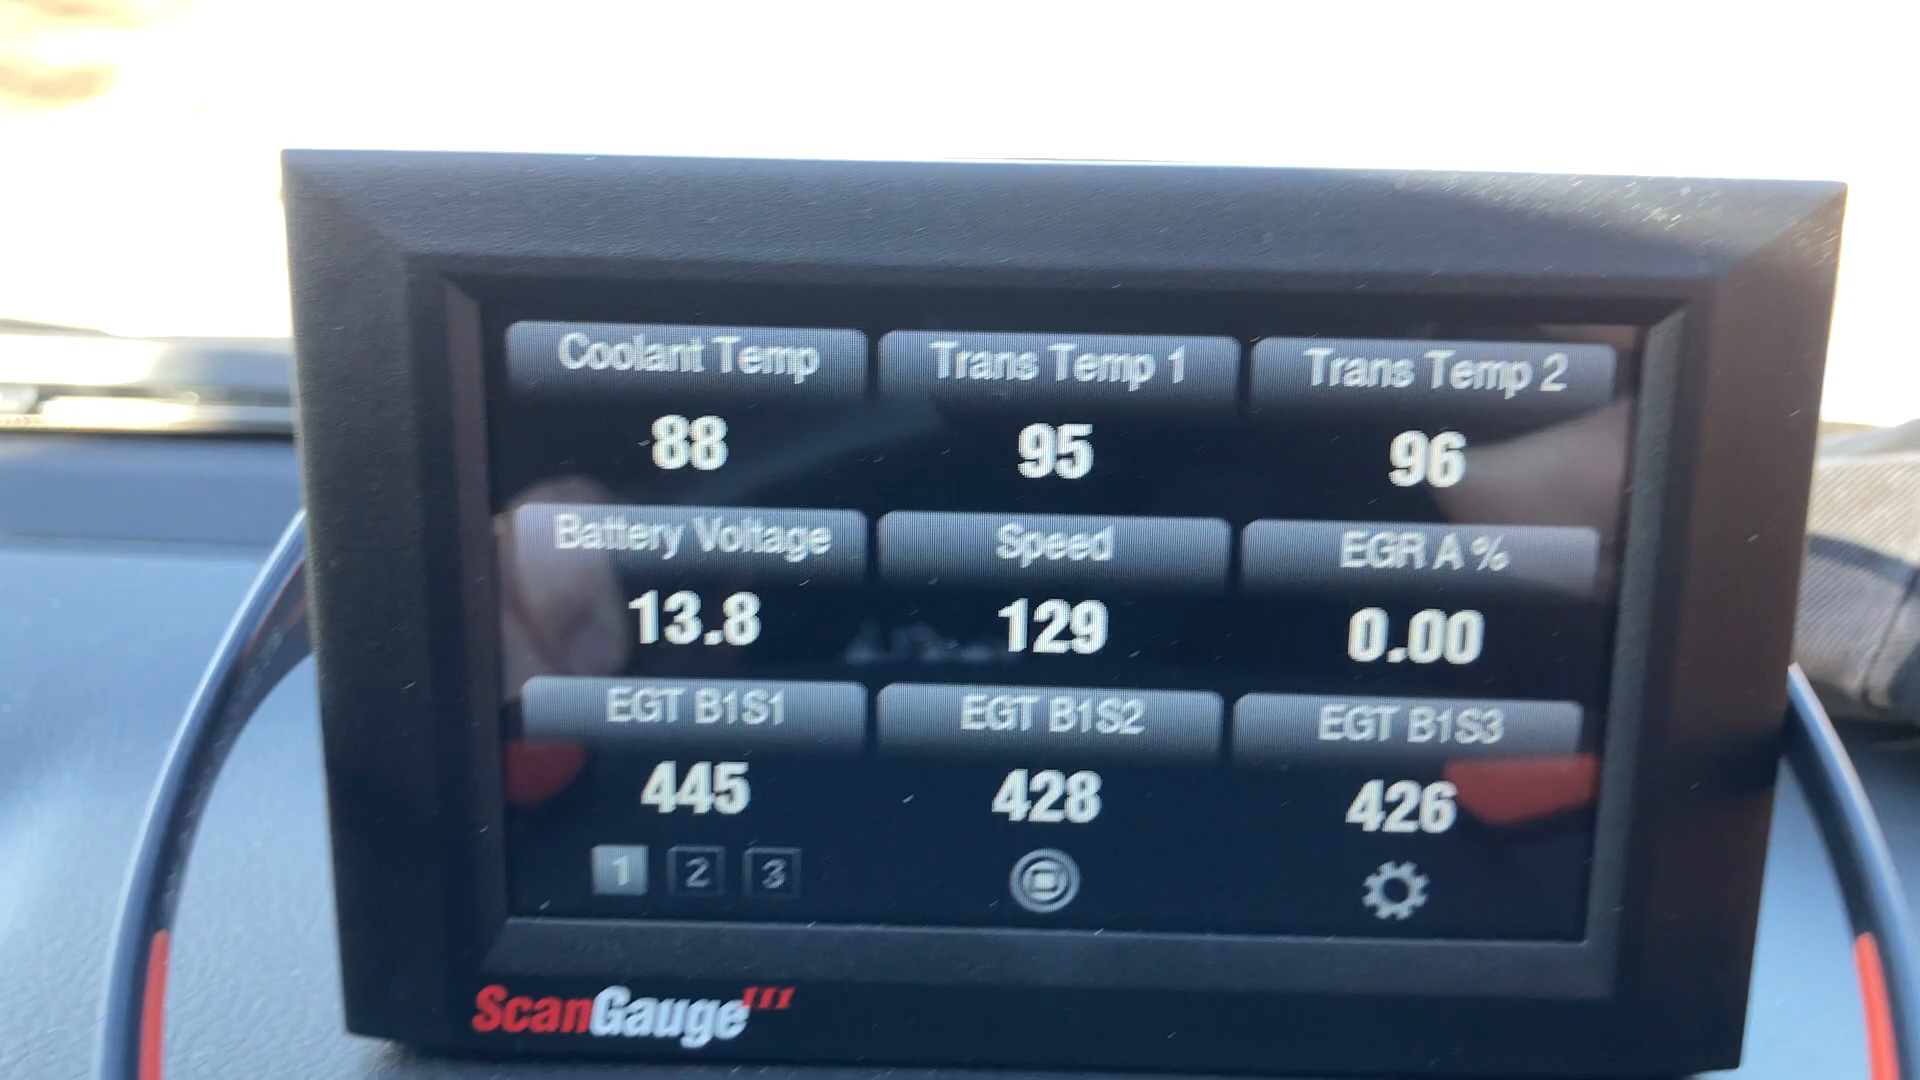 Coolant Temp Trans Temp 1 Trans Temp 2
88 95 96
Battery Voltage Speed EGR A %
13.8 129 0.00
EGT B1S1 EGT B1S2 EGT B1S3
445 428 426
1 2 3
ScanGaugeIII